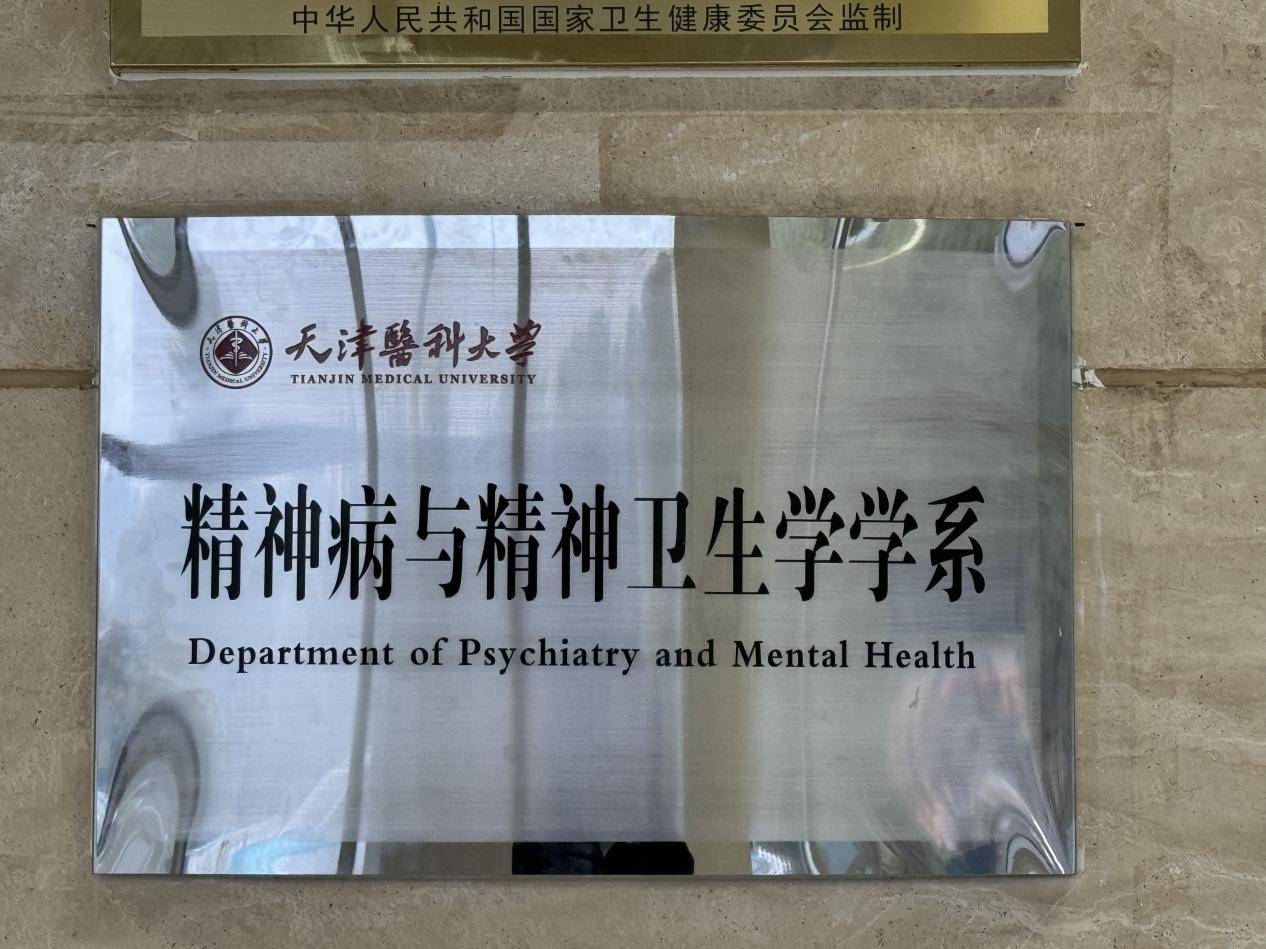 中华人民共和国国家卫生健康委员会监制
天津醫科大学
TIANJIN MEDICAL UNIVERSITY
精神病与精神卫生学学系
Department of Psychiatry and Mental Health